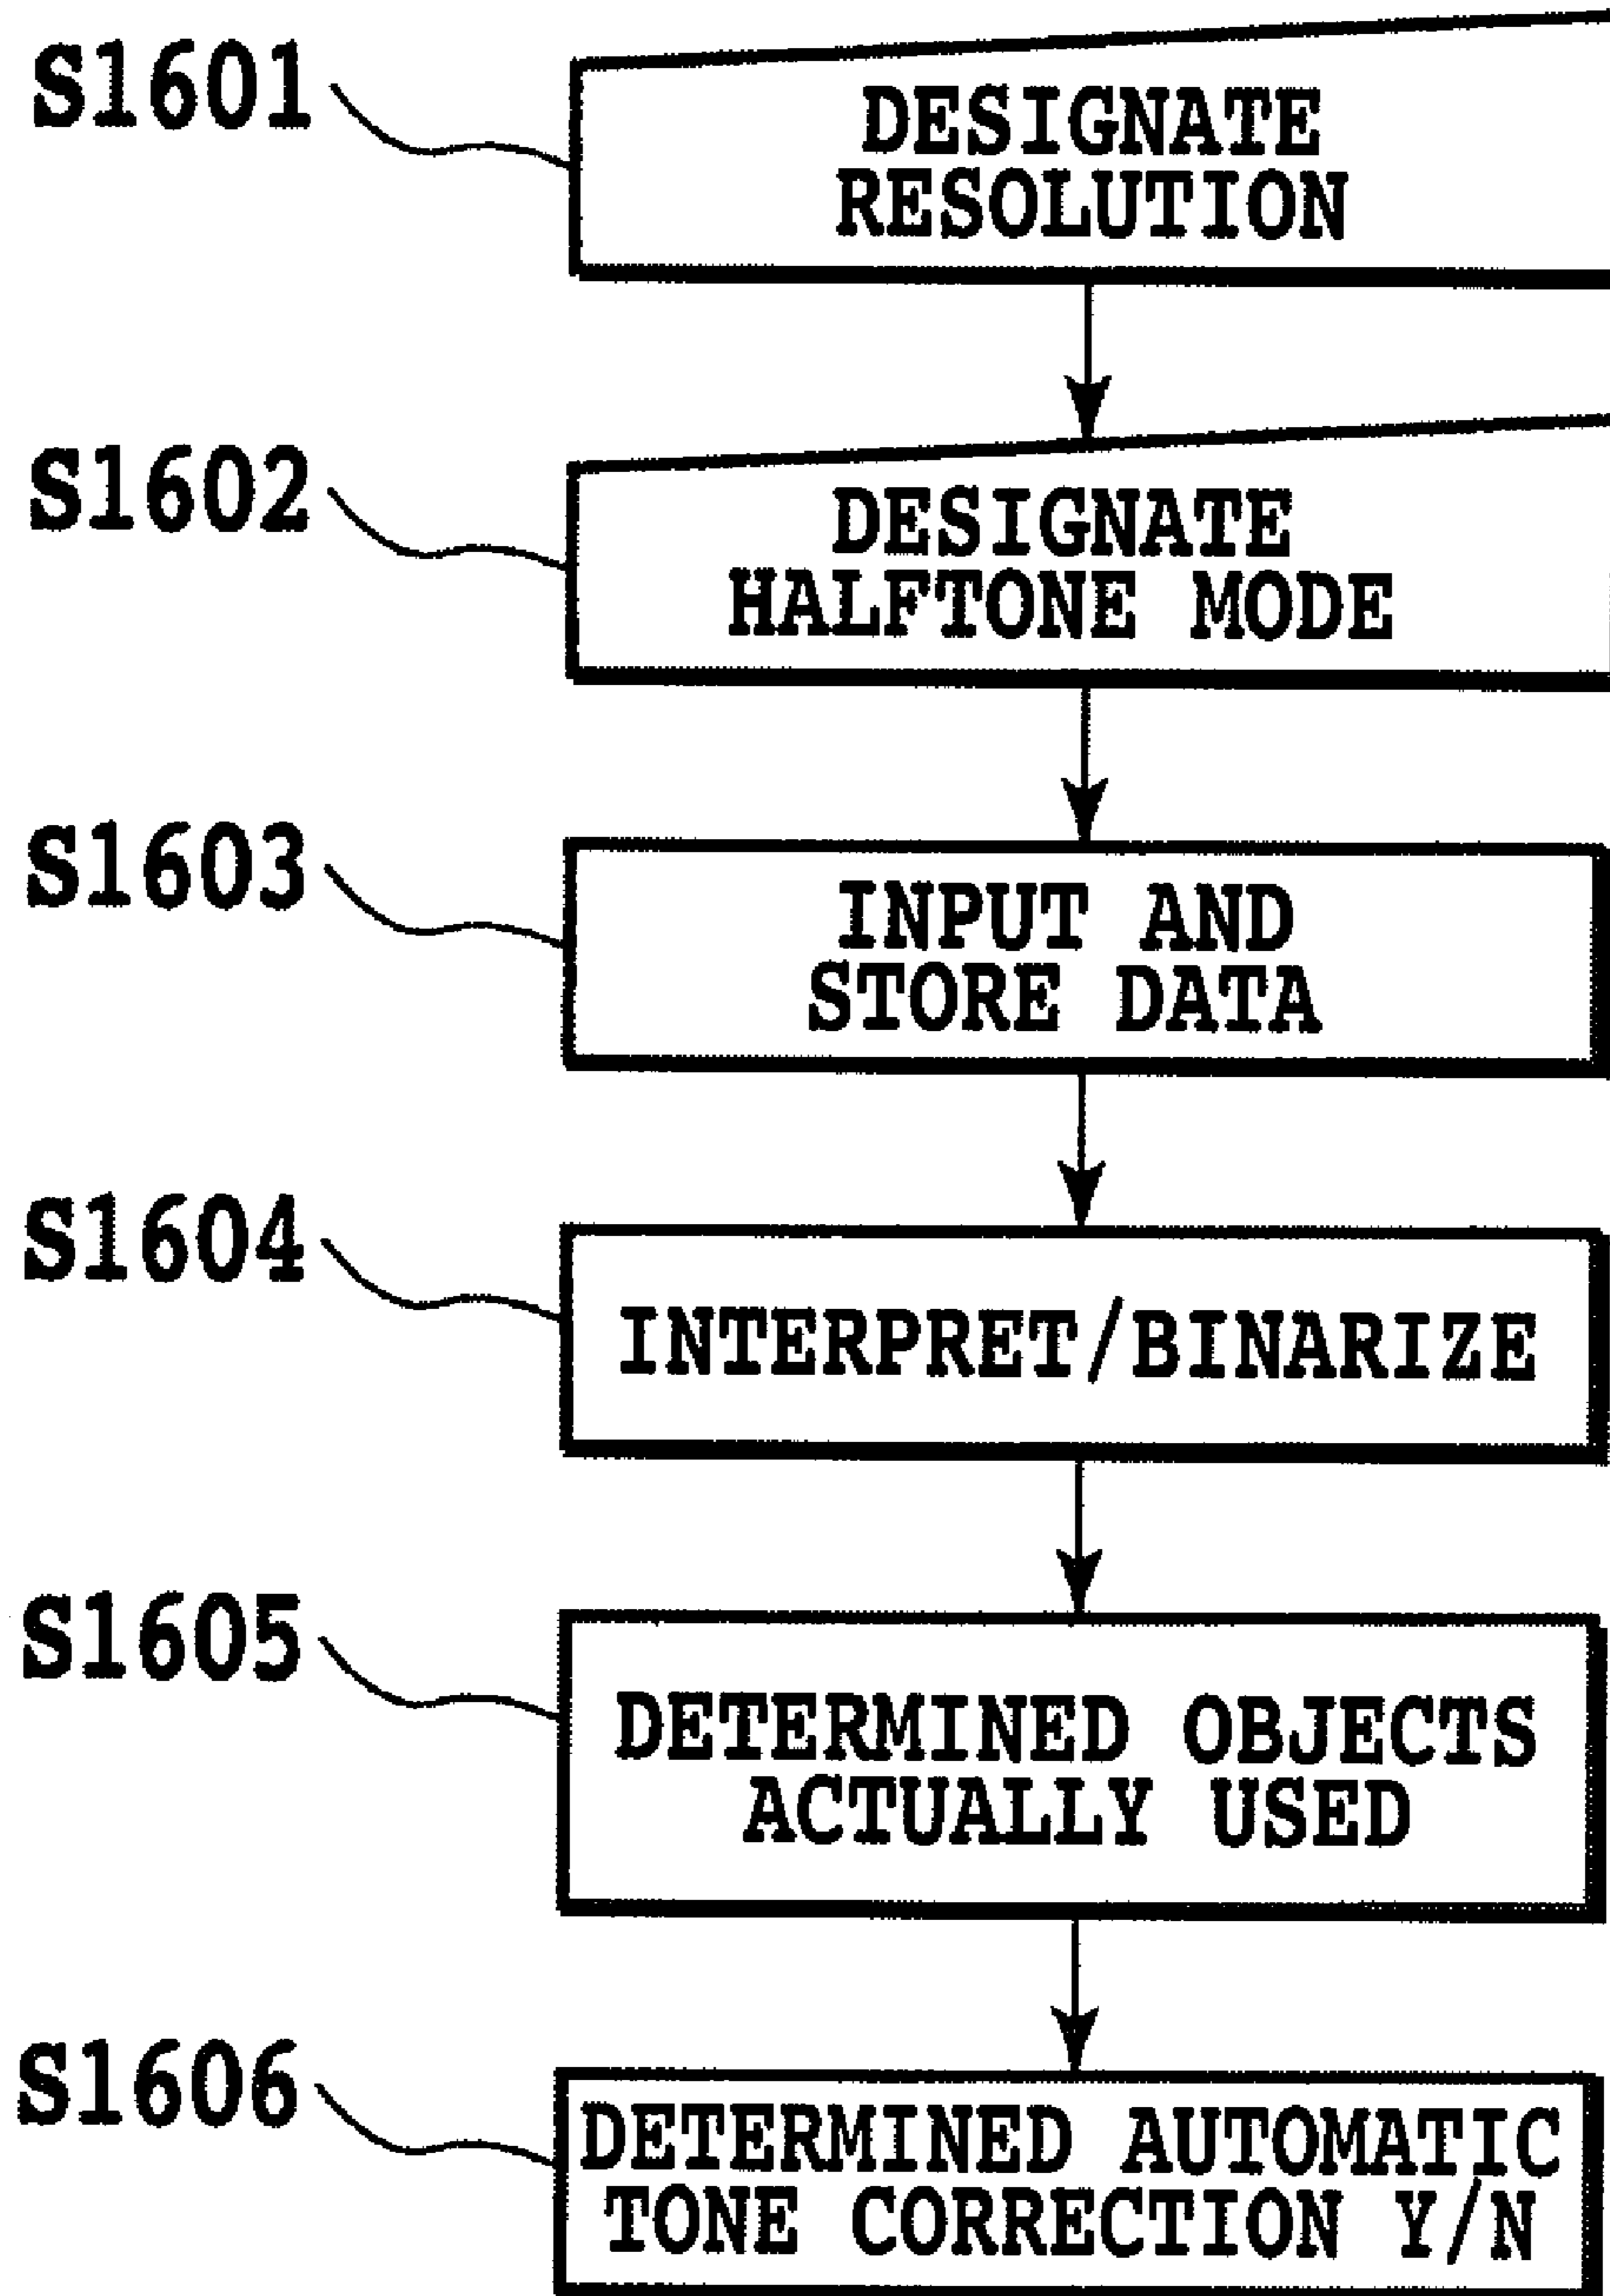 S1601
DESIGNATE
RESOLUTION
S1602
DESIGNATE
HALFTONE MODE
S1603
INPUT AND
STORE DATA
S1604
INTERPRET/BINARIZE
S1605
DETERMINED OBJECTS
ACTUALLY USED
S1606
DETERMINED AUTOMATIC
TONE CORRECTION Y/N